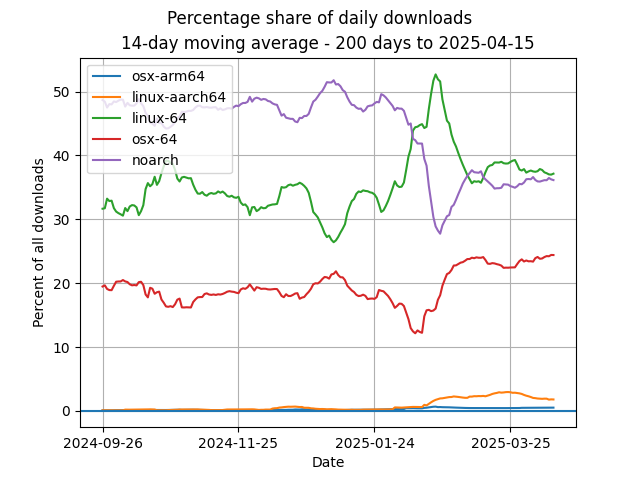 Percentage share of daily downloads
14-day moving average - 200 days to 2025-04-15
Percent of all downloads
50
40
30
20
10
0
osx-arm64
linux-aarch64
linux-64
osx-64
noarch
2024-09-26
2024-11-25
2025-01-24
2025-03-25
Date